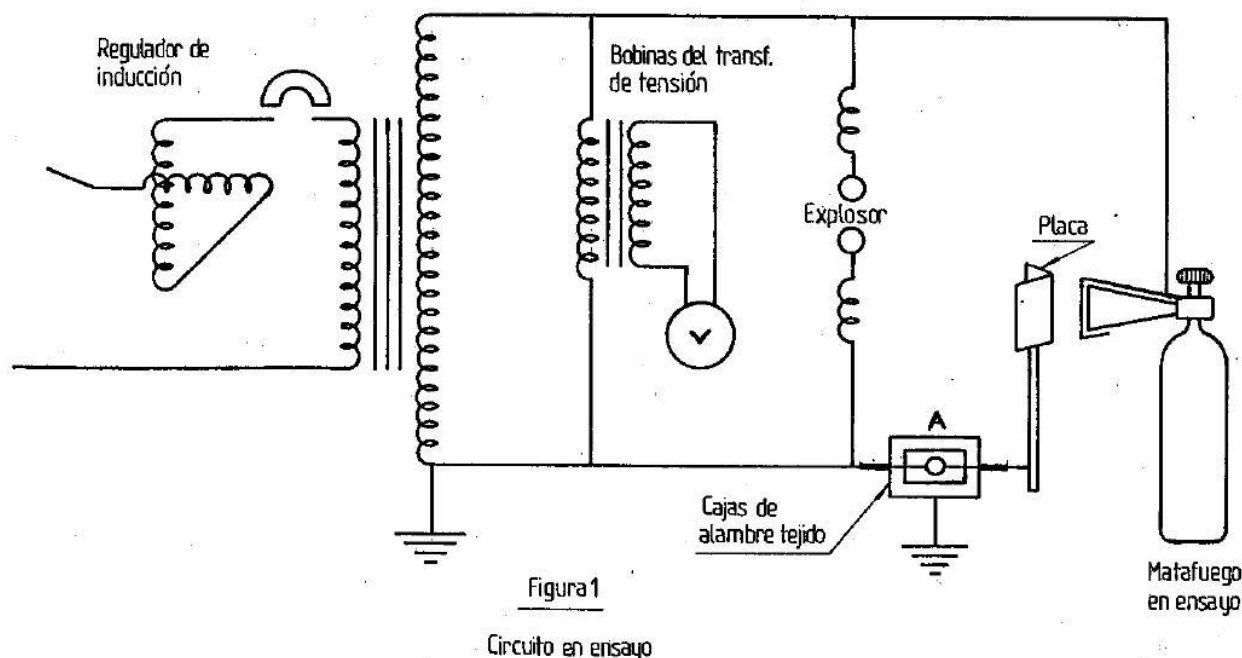 Regulador de
inducción
Bobinas del transf.
de tensión
Explosor
Placa
V
A
Cajas de
alambre tejido
Matafuego
en ensayo
Figura 1
Circuito en ensayo